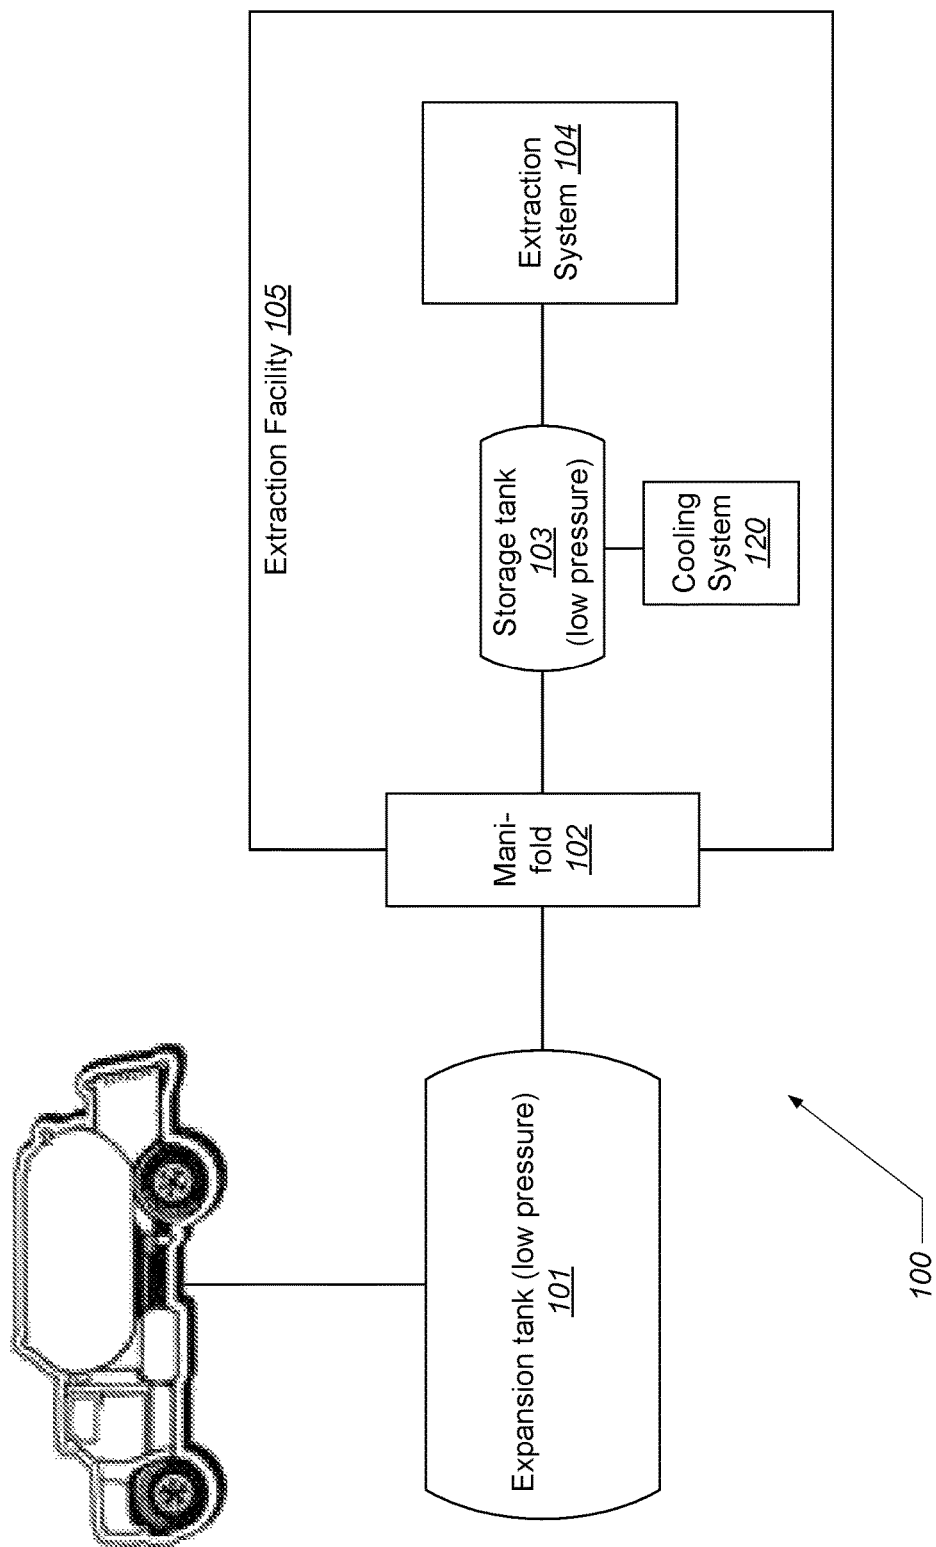 Extraction Facility 105
Expansion tank (low pressure)
101
Mani-
fold
102
Storage tank
103
(low pressure)
Cooling
System
120
Extraction
System 104
100